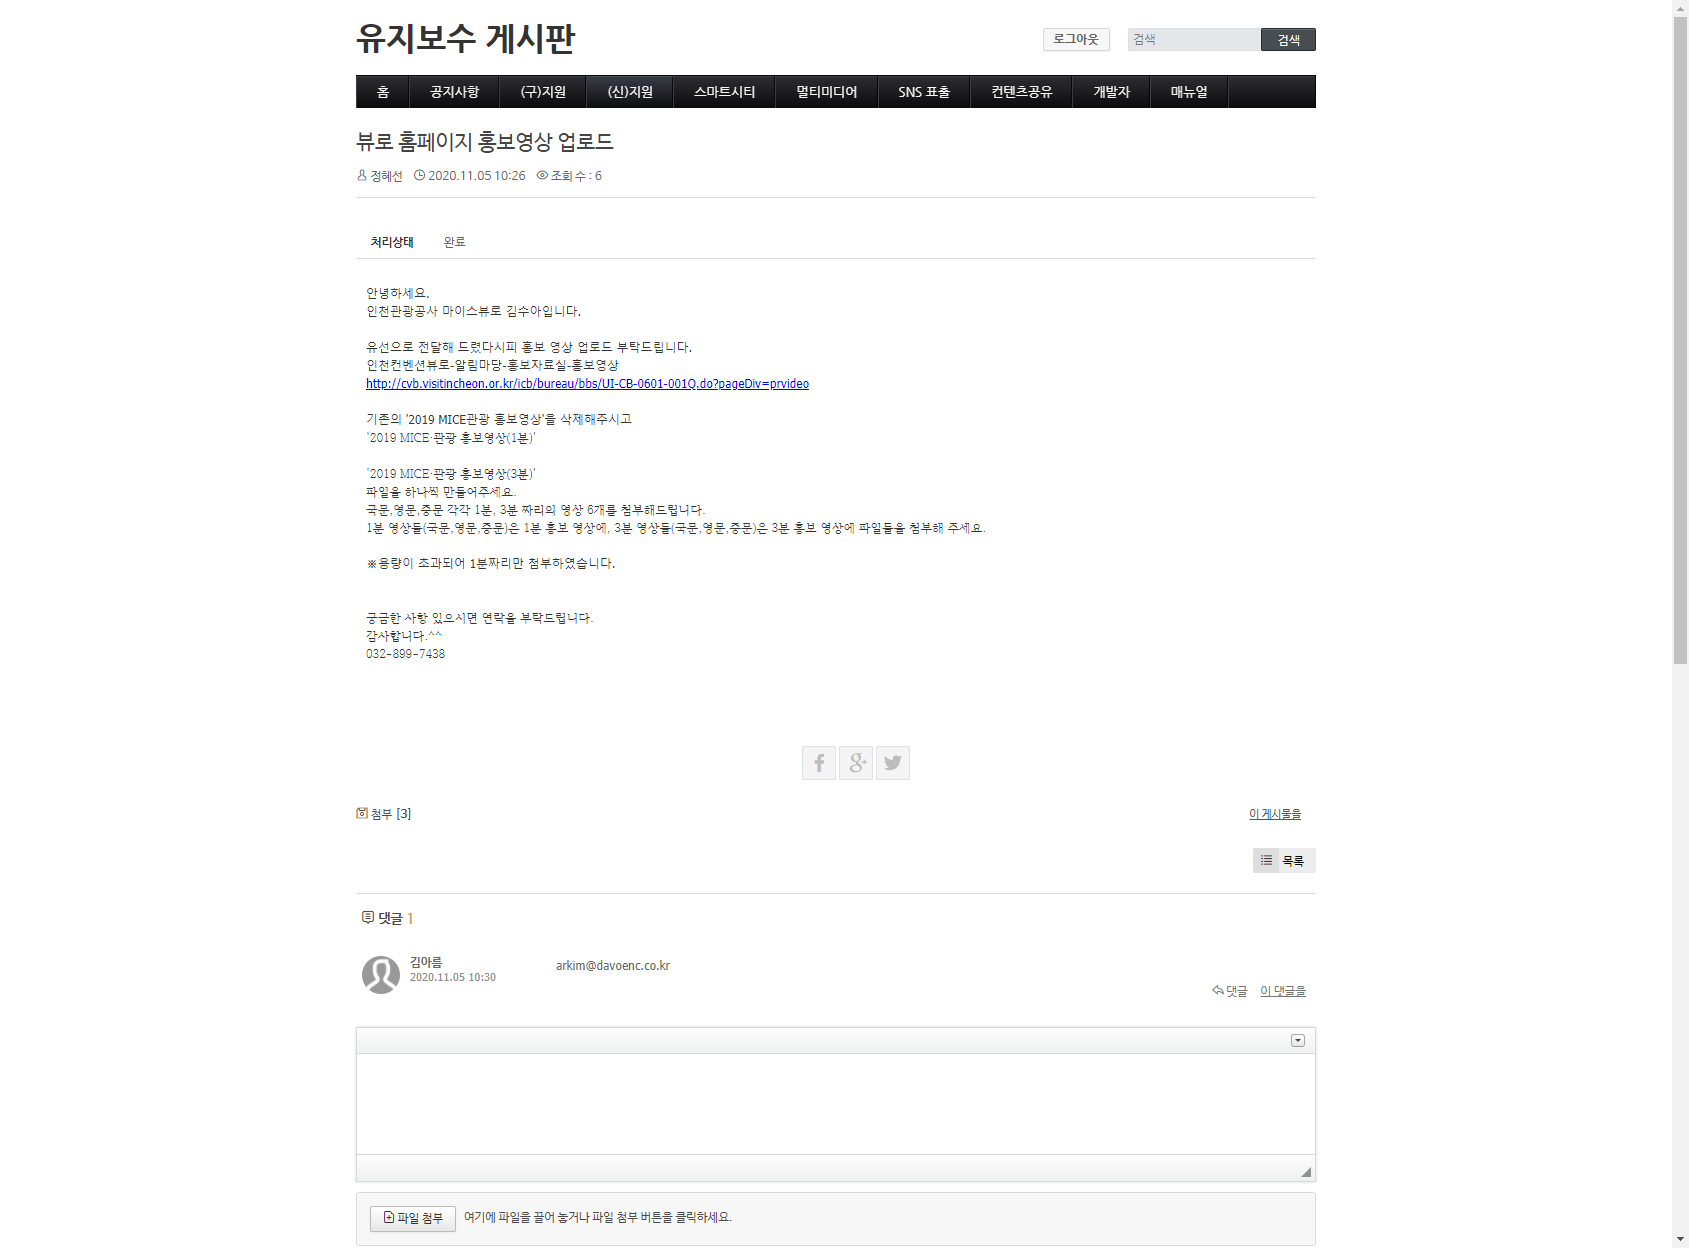 유지보수 게시판
로그아웃 검색 검색
홈 공지사항 (구)지원 (신)지원 스마트시티 멀티미디어 SNS 표출 컨텐츠공유 개발자 매뉴얼
뷰로 홈페이지 홍보영상 업로드
정혜선 2020.11.05 10:26 조회 수 : 6
처리상태 완료
안녕하세요.
인천관광공사 마이스뷰로 김수아입니다.
유선으로 전달해 드렸다시피 홍보 영상 업로드 부탁드립니다.
인천컨벤션뷰로-알림마당-홍보자료실-홍보영상
http://cvb.visitincheon.or.kr/icb/bureau/bbs/UI-CB-0601-001Q.do?pageDiv=prvideo
기존의 '2019 MICE관광 홍보영상'을 삭제해주시고
'2019 MICE·관광 홍보영상(1분)'
'2019 MICE·관광 홍보영상(3분)'
파일을 하나씩 만들어주세요.
국문,영문,중문 각각 1분, 3분 짜리의 영상 6개를 첨부해드립니다.
1분 영상들(국문,영문,중문)은 1분 홍보 영상에, 3분 영상들(국문,영문,중문)은 3분 홍보 영상에 파일들을 첨부해 주세요.
※용량이 초과되어 1분짜리만 첨부하였습니다.
궁금한 사항 있으시면 연락을 부탁드립니다.
감사합니다.^^
032-899-7438
첨부 [3] 이 게시물을
목록
댓글 1
김아름 arkim@davoenc.co.kr
2020.11.05 10:30
댓글 이 댓글을
파일 첨부 여기에 파일을 끌어 놓거나 파일 첨부 버튼을 클릭하세요.